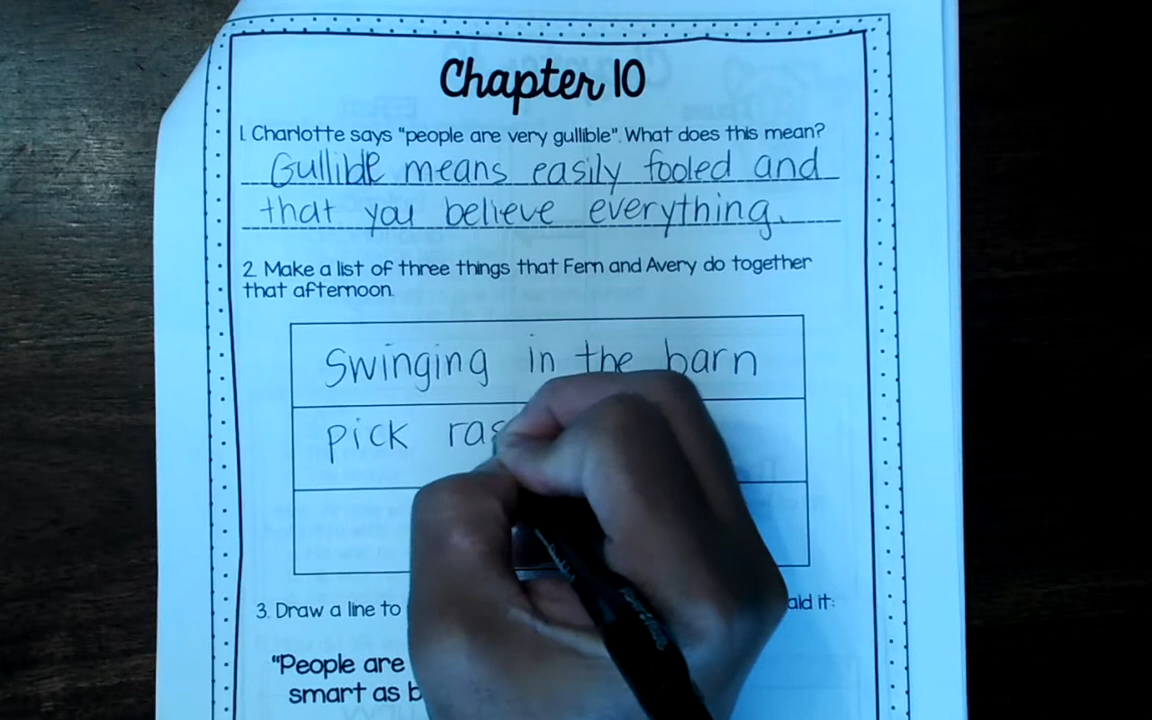 Chapter 10
1. Charlotte says "people are very gullible". What does this mean?
Gullible means easily fooled and
that you believe everything.
2. Make a list of three things that Fern and Avery do together
that afternoon.
Swinging in the barn
pick ras
3. Draw a line to
aid it:
"People are
smart as b